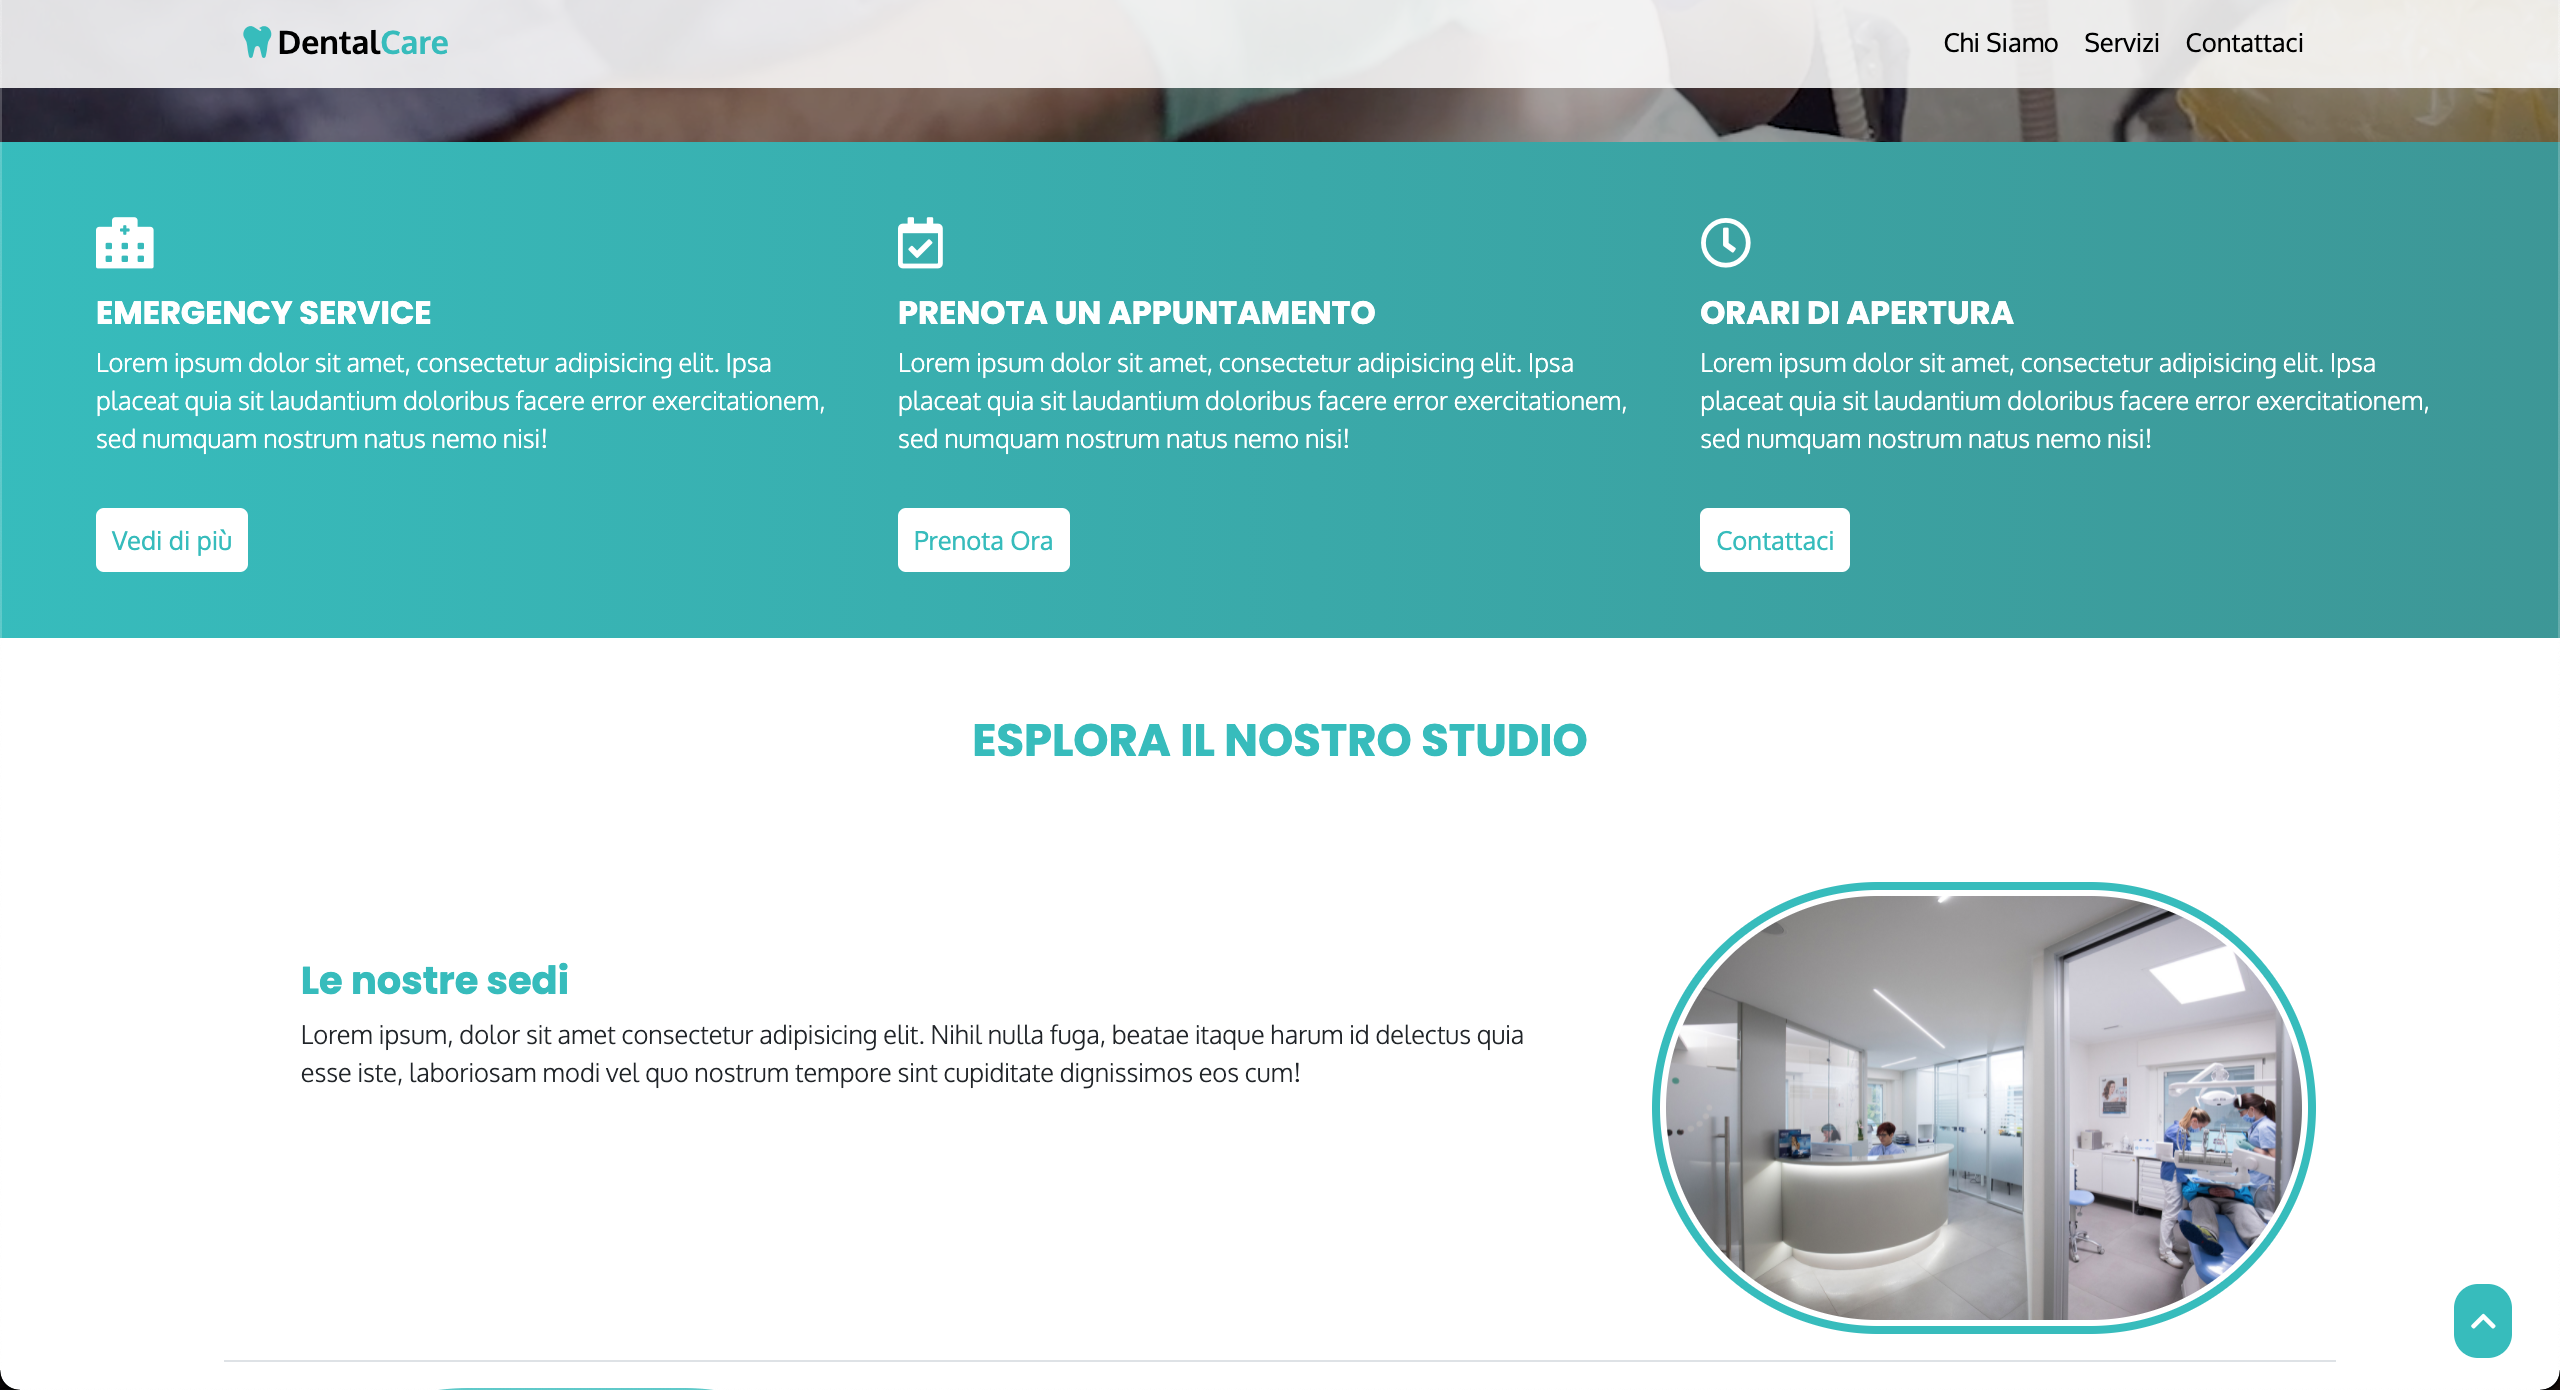 DentalCare
Chi Siamo Servizi Contattaci
EMERGENCY SERVICE
Lorem ipsum dolor sit amet, consectetur adipisicing elit. Ipsa
placeat quia sit laudantium doloribus facere error exercitationem,
sed numquam nostrum natus nemo nisi!
Vedi di più
PRENOTA UN APPUNTAMENTO
Lorem ipsum dolor sit amet, consectetur adipisicing elit. Ipsa
placeat quia sit laudantium doloribus facere error exercitationem,
sed numquam nostrum natus nemo nisi!
Prenota Ora
ORARI DI APERTURA
Lorem ipsum dolor sit amet, consectetur adipisicing elit. Ipsa
placeat quia sit laudantium doloribus facere error exercitationem,
sed numquam nostrum natus nemo nisi!
Contattaci
ESPLORA IL NOSTRO STUDIO
Le nostre sedi
Lorem ipsum, dolor sit amet consectetur adipisicing elit. Nihil nulla fuga, beatae itaque harum id delectus quia
esse iste, laboriosam modi vel quo nostrum tempore sint cupiditate dignissimos eos cum!